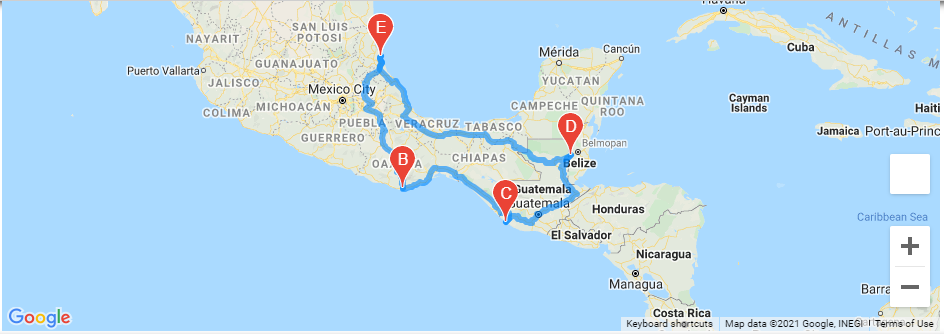 Havana
SAN LUIS
POTOSI
NAYARIT
E
ANTILLAS M
Cuba
Cancún
Mérida
Puerto Vallarta
GUANAJUATO
YUCATAN
JALISCO
Mexico City
CAMPECHE
QUINTANA
ROO
COLIMA
MICHOACÁN
Cayman
Islands
Haiti
PUEBLA
VERACRUZ
TABASCO
D
Jamaica
Port-au-Prin
GUERRERO
Belmopan
OAXACA
B
CHIAPAS
Belize
C
Guatemala
Guatemala
Honduras
Caribbean Sea
El Salvador
Nicaragua
+
Managua
−
Barra
Google
Costa Rica
Keyboard shortcuts
Map data ©2021 Google, INEGI
Terms of Use